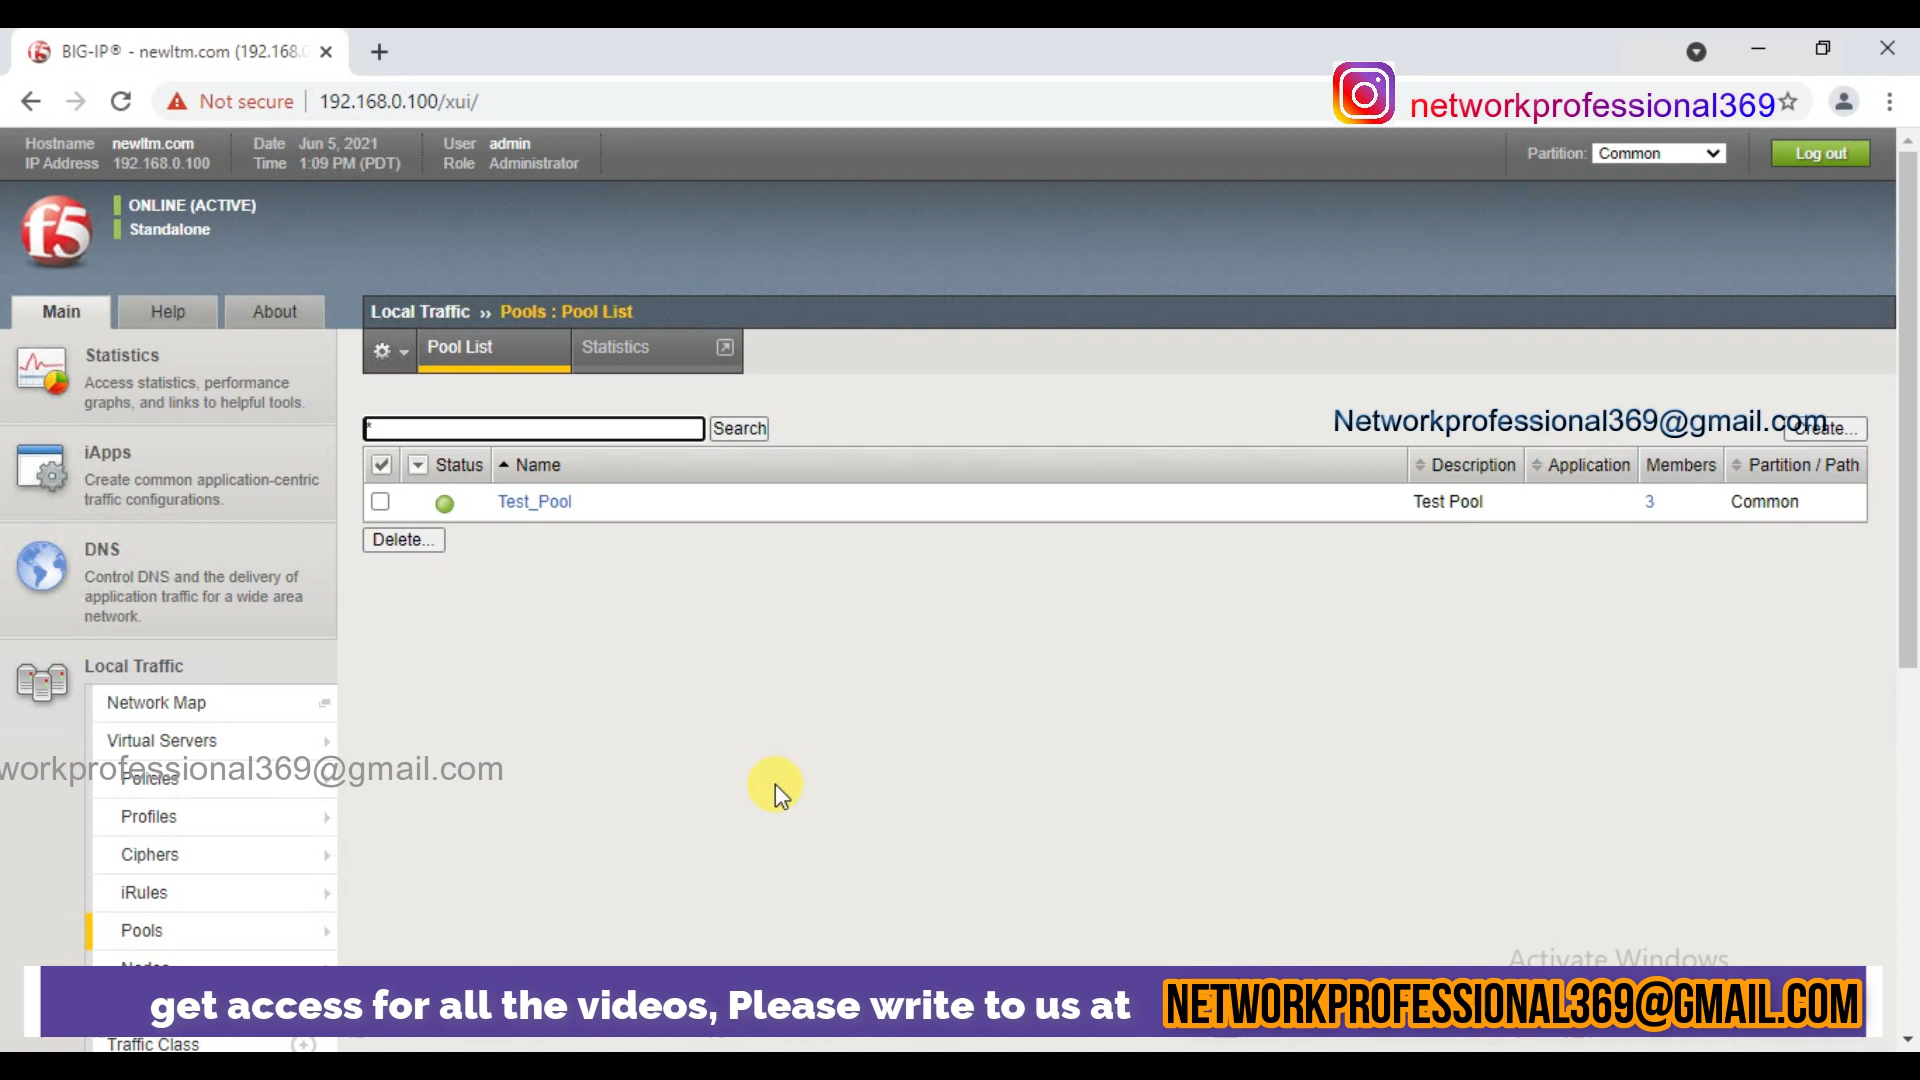 BIG-IP® - newltm.com (192.168.0
Not secure
192.168.0.100/xui/
networkprofessional369
Hostname newltm.com
IP Address 192.168.0.100
Date Jun 5, 2021
Time 1:09 PM (PDT)
User admin
Role Administrator
Partition: Common
Log out
f5
ONLINE (ACTIVE)
Standalone
Main
Help
About
Local Traffic ›› Pools : Pool List
Pool List
Statistics
Statistics
Access statistics, performance
graphs, and links to helpful tools.
iApps
Create common application-centric
traffic configurations.
DNS
Control DNS and the delivery of
application traffic for a wide area
network.
Local Traffic
Network Map
Virtual Servers
Policies
Profiles
Ciphers
iRules
Pools
Traffic Class
*
Search
Networkprofessional369@gmail.com
Create...
Status Name Description Application Members Partition / Path
Test_Pool Test Pool 3 Common
Delete...
workprofessional369@gmail.com
Activate Windows
get access for all the videos, Please write to us at
NETWORKPROFESSIONAL369@GMAIL.COM